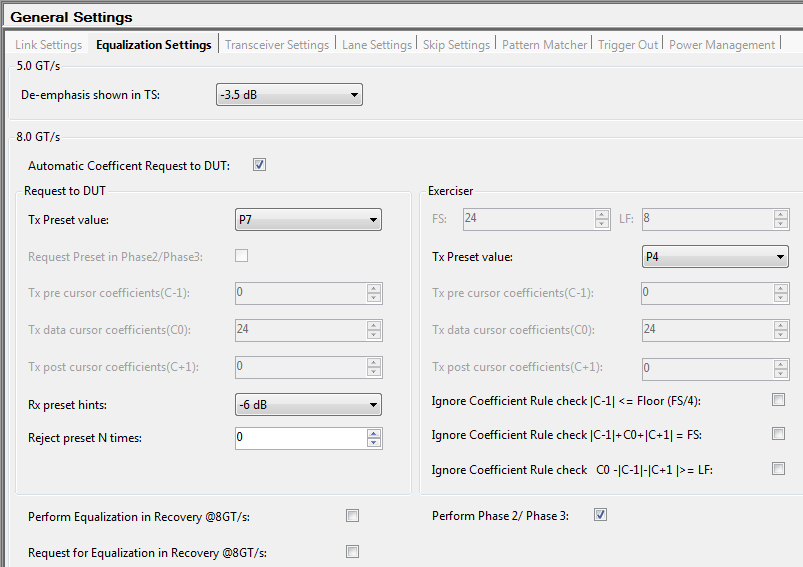 General Settings
Link Settings Equalization Settings Transceiver Settings Lane Settings Skip Settings Pattern Matcher Trigger Out Power Management
5.0 GT/s
De-emphasis shown in TS: -3.5 dB
8.0 GT/s
Automatic Coefficent Request to DUT:
Request to DUT
Tx Preset value: P7
Request Preset in Phase2/Phase3:
Tx pre cursor coefficients(C-1): 0
Tx data cursor coefficients(C0): 24
Tx post cursor coefficients(C+1): 0
Rx preset hints: -6 dB
Reject preset N times: 0
Exerciser
FS: 24 LF: 8
Tx Preset value: P4
Tx pre cursor coefficients(C-1): 0
Tx data cursor coefficients(C0): 24
Tx post cursor coefficients(C+1): 0
Ignore Coefficient Rule check |C-1| <= Floor (FS/4):
Ignore Coefficient Rule check |C-1|+C0+|C+1| = FS:
Ignore Coefficient Rule check C0 -|C-1|-|C+1 |>= LF:
Perform Equalization in Recovery @8GT/s:
Perform Phase 2/ Phase 3:
Request for Equalization in Recovery @8GT/s: